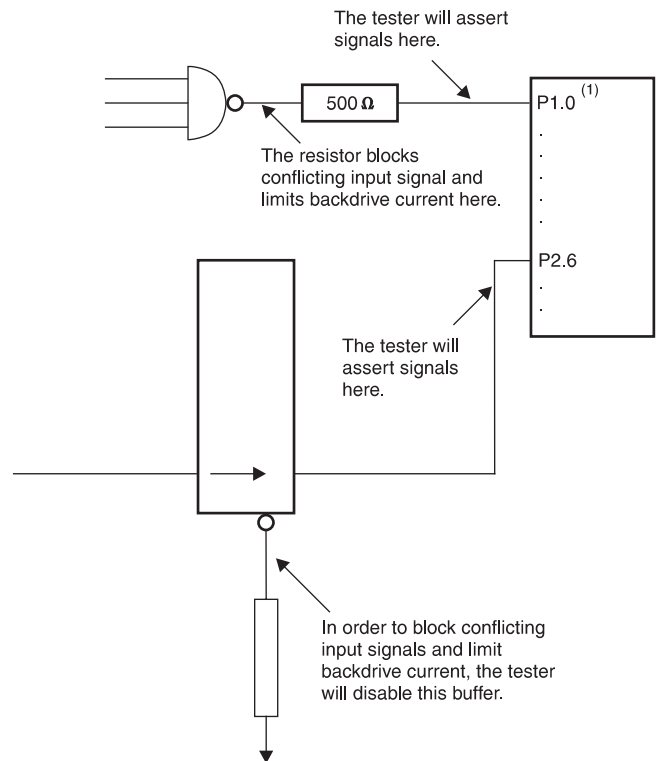 The tester will assert
signals here.
500 Ω
P1.0 (1)
The resistor blocks
conflicting input signal and
limits backdrive current here.
P2.6
The tester will
assert signals
here.
In order to block conflicting
input signals and limit
backdrive current, the tester
will disable this buffer.